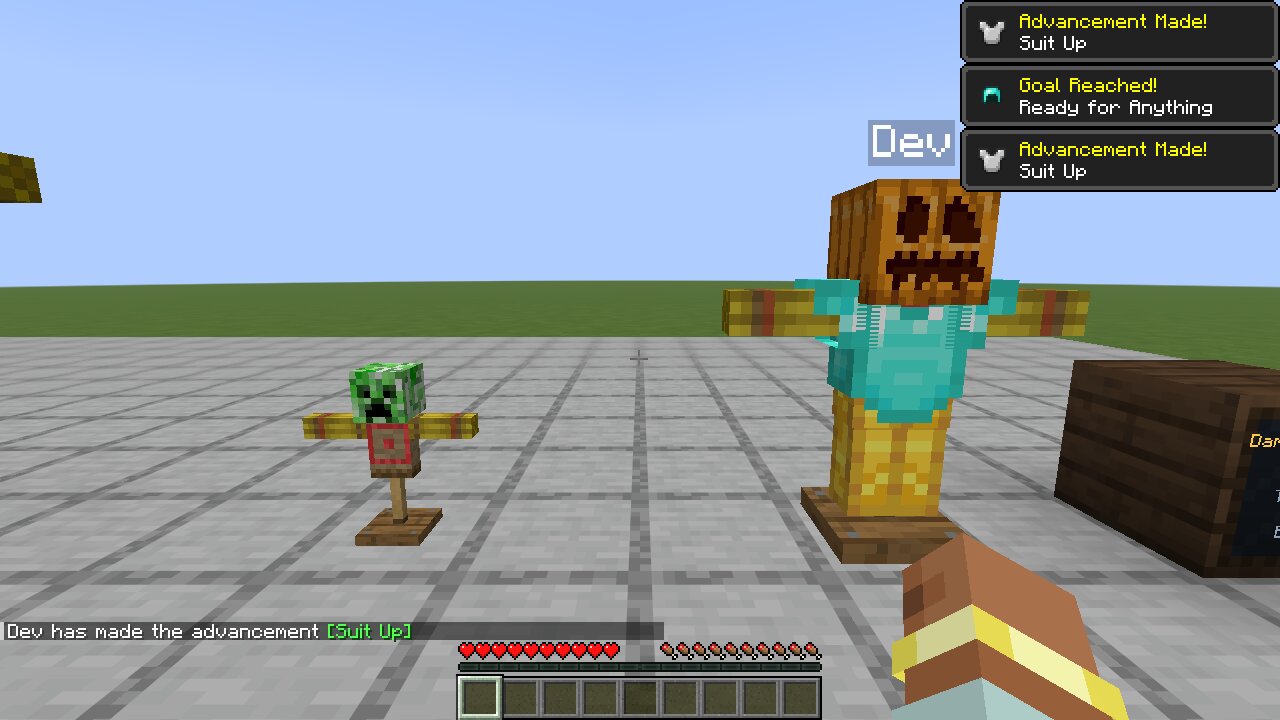 Advancement Made!
Suit Up
Goal Reached!
Ready for Anything
Advancement Made!
Suit Up
Dev
Dev has made the advancement [Suit Up]